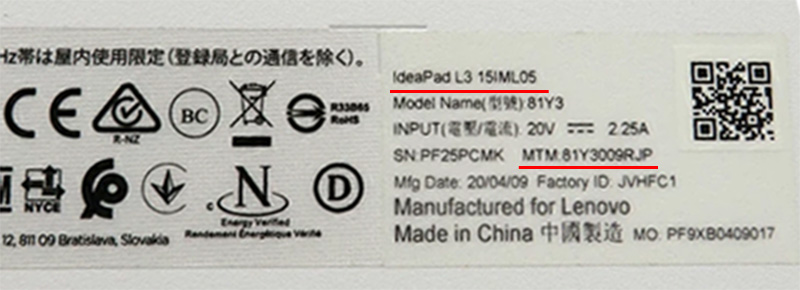 Hz帯は屋内使用限定(登録局との通信を除く)。
CE
R-NZ
BC
R33B65
RoHS
NYCE
c N
Energy Verified
Rendement Énergétique Vérifié
D
12, 811 09 Bratislava, Slovakia
IdeaPad L3 15IML05
Model Name(型號):81Y3
INPUT(電壓/電流): 20V ⎓ 2.25A
SN:PF25PCMK MTM:81Y3009RJP
Mfg Date: 20/04/09 Factory ID: JVHFC1
Manufactured for Lenovo
Made in China 中國製造 MO: PF9XB0409017